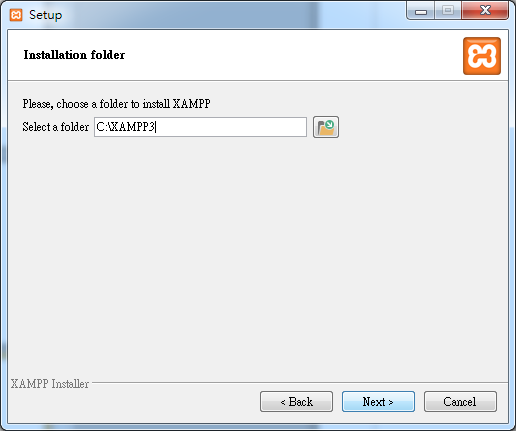 Setup
Installation folder
Please, choose a folder to install XAMPP
Select a folder C:\XAMPP3
XAMPP Installer
< Back Next > Cancel